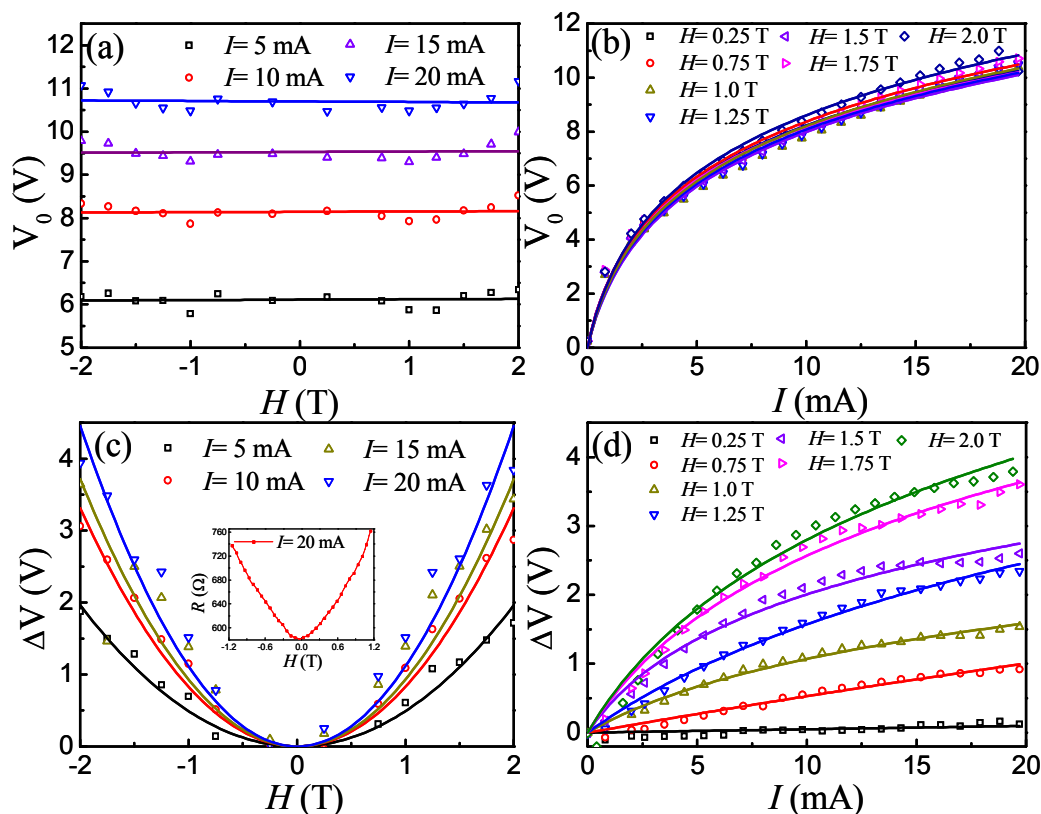 (a)
I= 5 mA
I= 15 mA
I= 10 mA
I= 20 mA
12
11
10
9
8
7
6
5
V0 (V)
-2
-1
0
1
2
H (T)
(b)
H= 0.25 T
H= 1.5 T
H= 2.0 T
H= 0.75 T
H= 1.75 T
H= 1.0 T
H= 1.25 T
12
10
8
6
4
2
0
V0 (V)
0
5
10
15
20
I (mA)
(c)
I= 5 mA
I= 15 mA
I= 10 mA
I= 20 mA
4
3
2
1
0
ΔV (V)
I= 20 mA
760
720
680
640
600
R (Ω)
-1.2
-0.6
0.0
0.6
1.2
H (T)
-2
-1
0
1
2
H (T)
(d)
H= 0.25 T
H= 1.5 T
H= 2.0 T
H= 0.75 T
H= 1.75 T
H= 1.0 T
H= 1.25 T
4
3
2
1
0
ΔV (V)
0
5
10
15
20
I (mA)